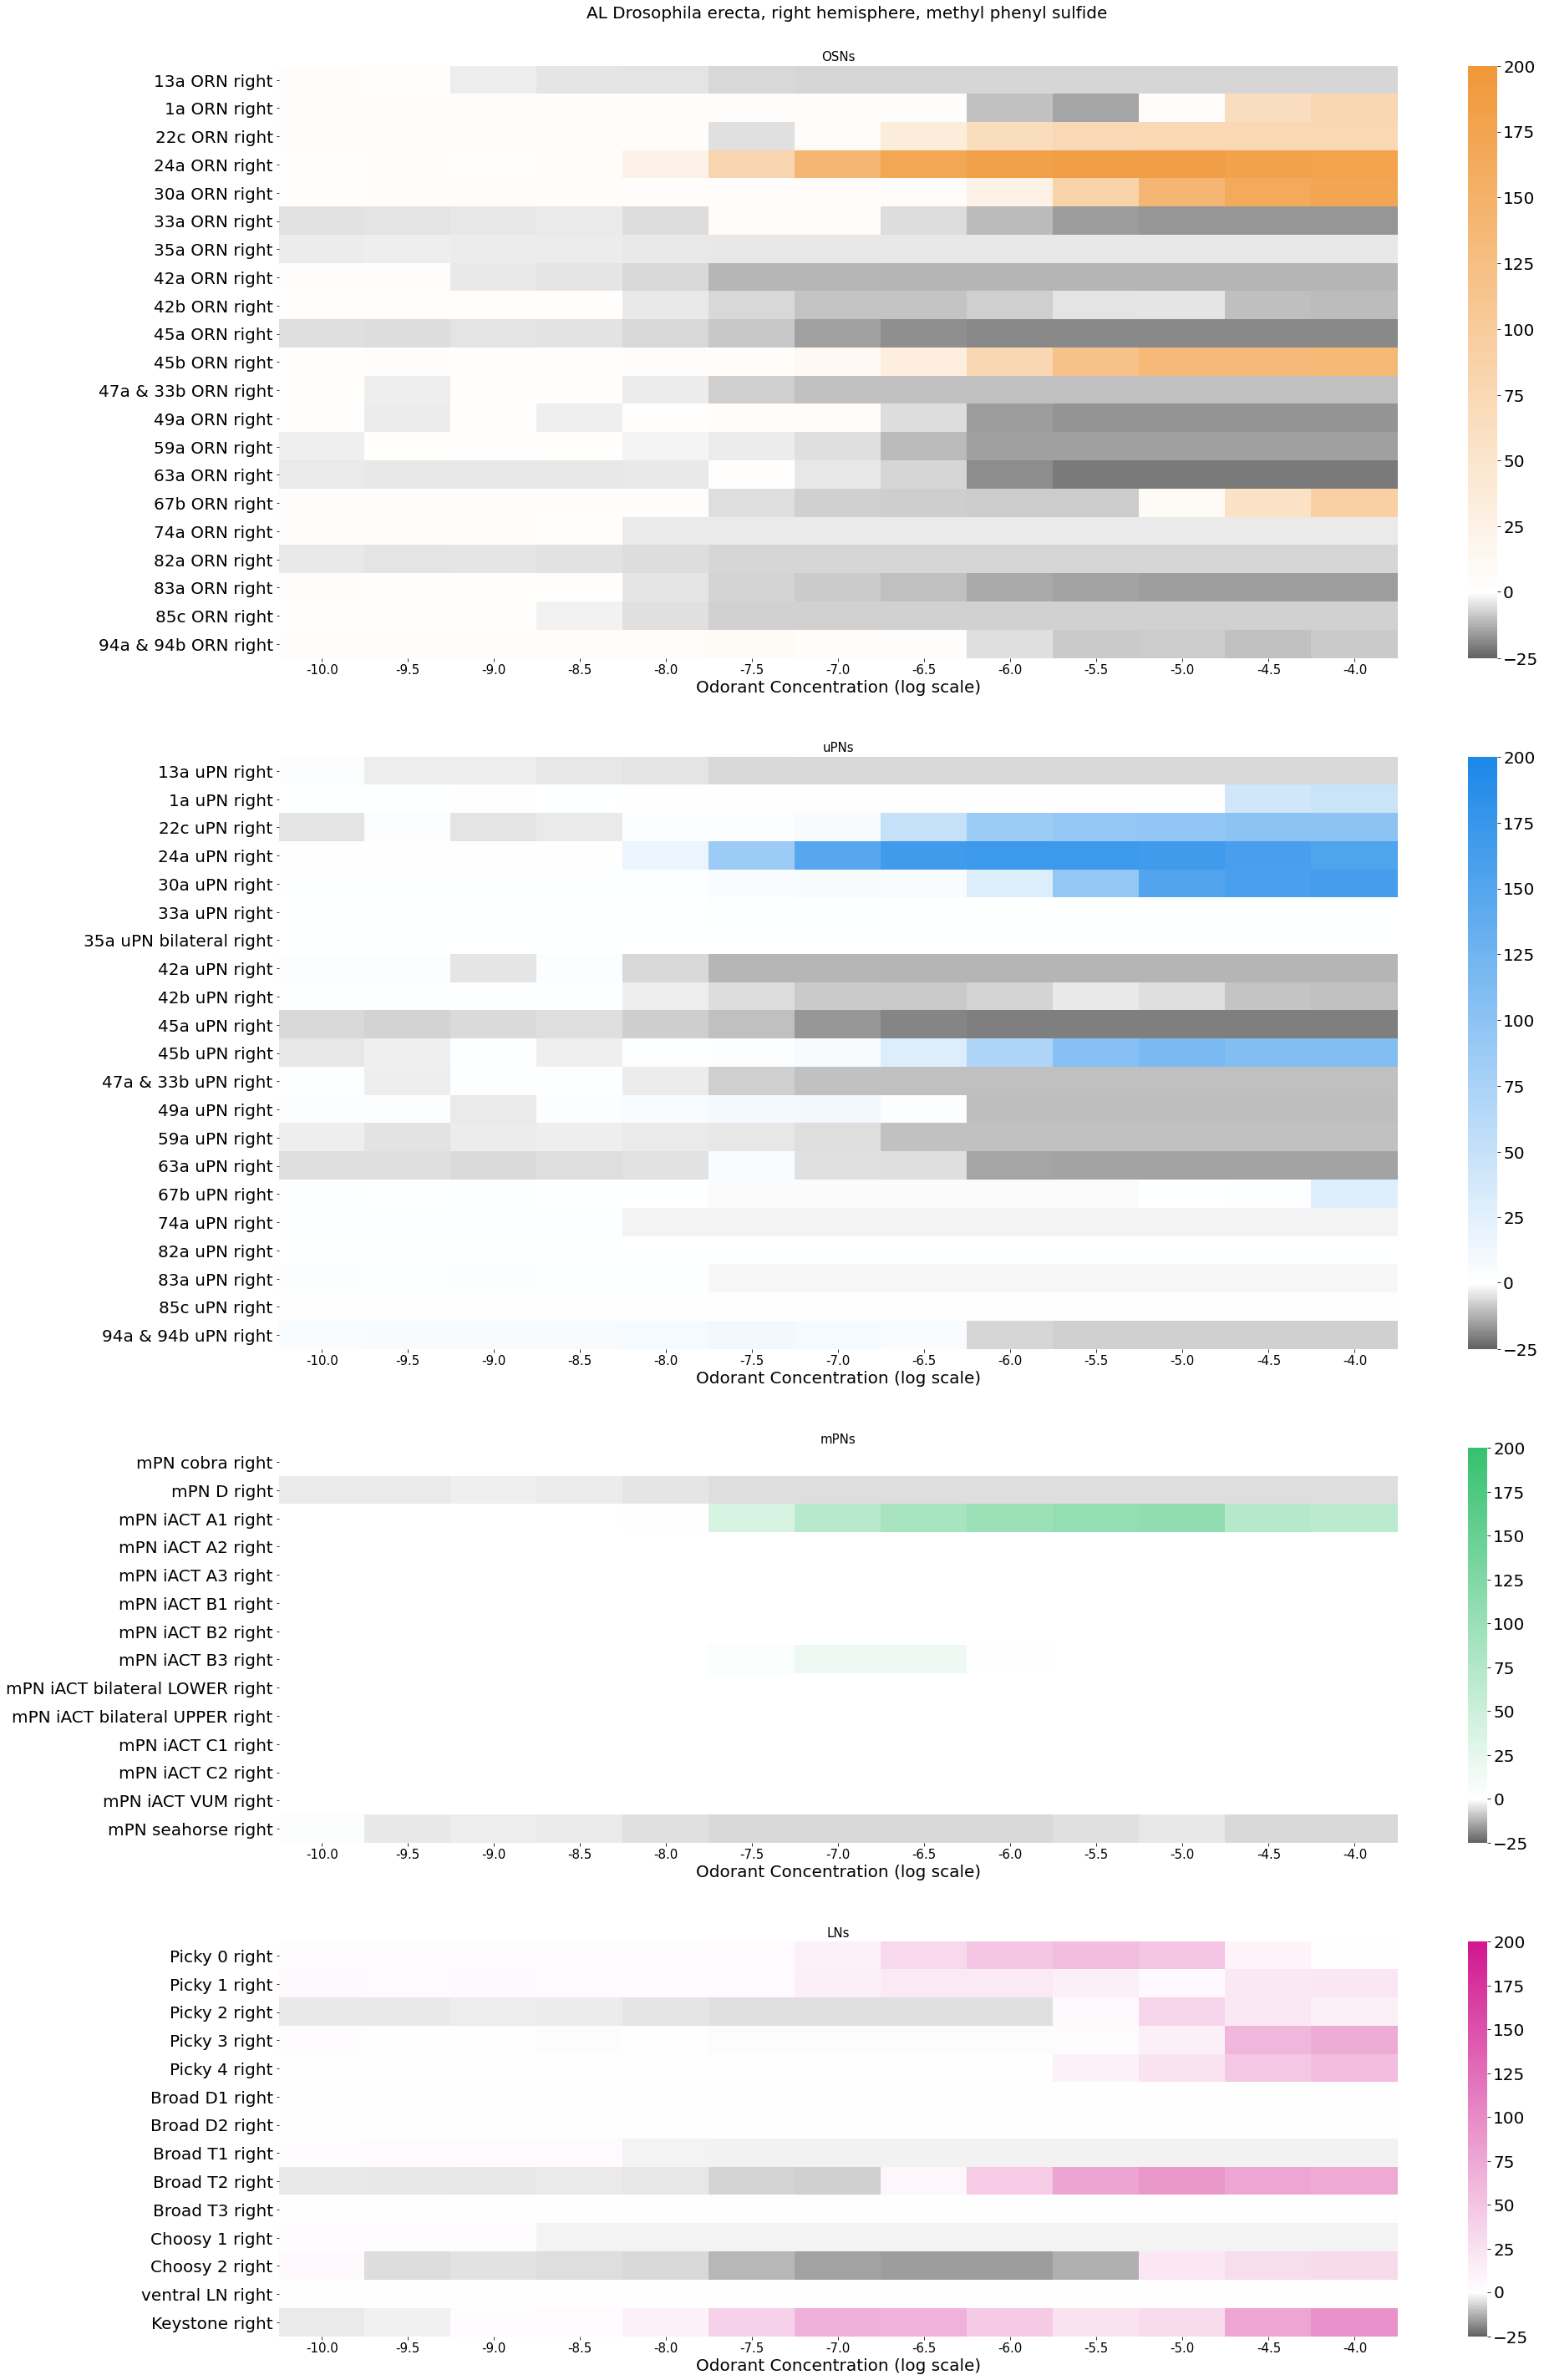 AL Drosophila erecta, right hemisphere, methyl phenyl sulfide
OSNs
13a ORN right
1a ORN right
22c ORN right
24a ORN right
30a ORN right
33a ORN right
35a ORN right
42a ORN right
42b ORN right
45a ORN right
45b ORN right
47a & 33b ORN right
49a ORN right
59a ORN right
63a ORN right
67b ORN right
74a ORN right
82a ORN right
83a ORN right
85c ORN right
94a & 94b ORN right
-10.0 -9.5 -9.0 -8.5 -8.0 -7.5 -7.0 -6.5 -6.0 -5.5 -5.0 -4.5 -4.0
Odorant Concentration (log scale)
200
175
150
125
100
75
50
25
0
−25
uPNs
13a uPN right
1a uPN right
22c uPN right
24a uPN right
30a uPN right
33a uPN right
35a uPN bilateral right
42a uPN right
42b uPN right
45a uPN right
45b uPN right
47a & 33b uPN right
49a uPN right
59a uPN right
63a uPN right
67b uPN right
74a uPN right
82a uPN right
83a uPN right
85c uPN right
94a & 94b uPN right
-10.0 -9.5 -9.0 -8.5 -8.0 -7.5 -7.0 -6.5 -6.0 -5.5 -5.0 -4.5 -4.0
Odorant Concentration (log scale)
200
175
150
125
100
75
50
25
0
−25
mPNs
mPN cobra right
mPN D right
mPN iACT A1 right
mPN iACT A2 right
mPN iACT A3 right
mPN iACT B1 right
mPN iACT B2 right
mPN iACT B3 right
mPN iACT bilateral LOWER right
mPN iACT bilateral UPPER right
mPN iACT C1 right
mPN iACT C2 right
mPN iACT VUM right
mPN seahorse right
-10.0 -9.5 -9.0 -8.5 -8.0 -7.5 -7.0 -6.5 -6.0 -5.5 -5.0 -4.5 -4.0
Odorant Concentration (log scale)
200
175
150
125
100
75
50
25
0
−25
LNs
Picky 0 right
Picky 1 right
Picky 2 right
Picky 3 right
Picky 4 right
Broad D1 right
Broad D2 right
Broad T1 right
Broad T2 right
Broad T3 right
Choosy 1 right
Choosy 2 right
ventral LN right
Keystone right
-10.0 -9.5 -9.0 -8.5 -8.0 -7.5 -7.0 -6.5 -6.0 -5.5 -5.0 -4.5 -4.0
Odorant Concentration (log scale)
200
175
150
125
100
75
50
25
0
−25